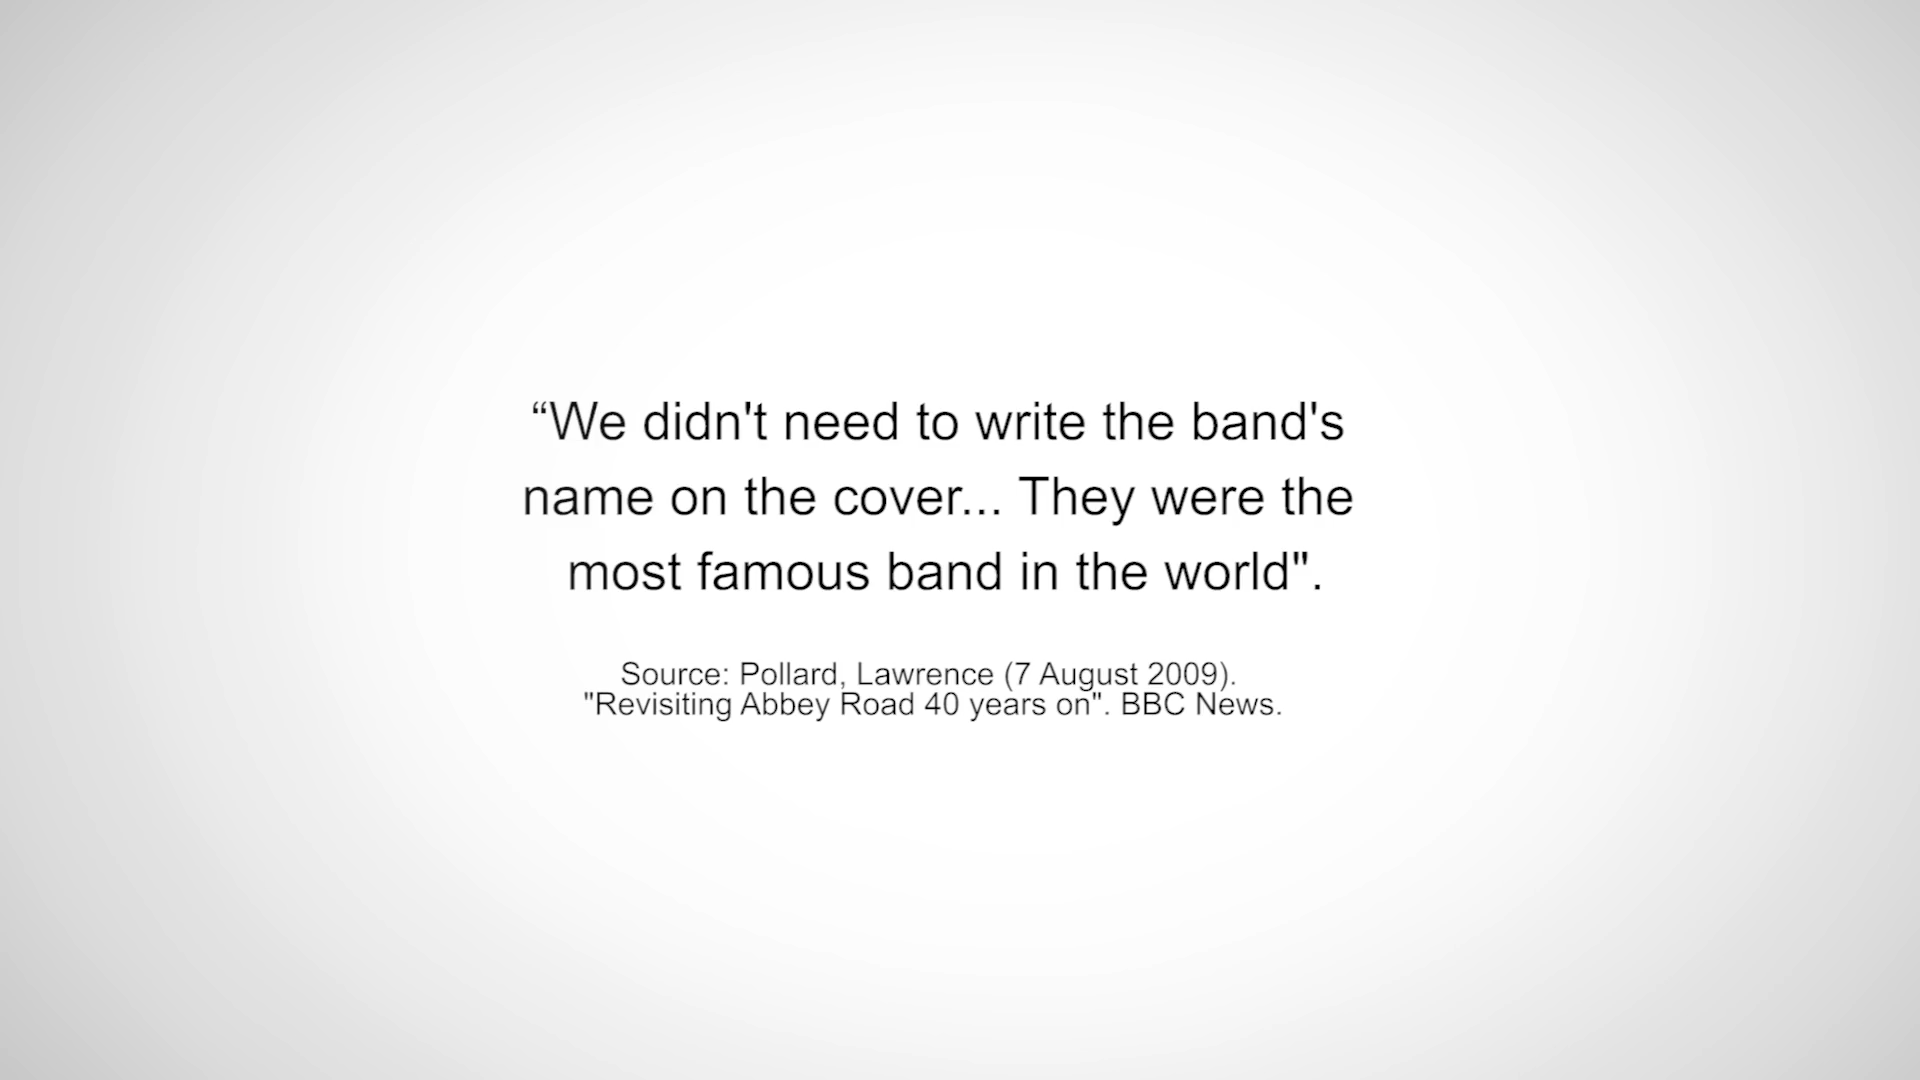 “We didn't need to write the band's
name on the cover... They were the
most famous band in the world".
Source: Pollard, Lawrence (7 August 2009).
"Revisiting Abbey Road 40 years on". BBC News.